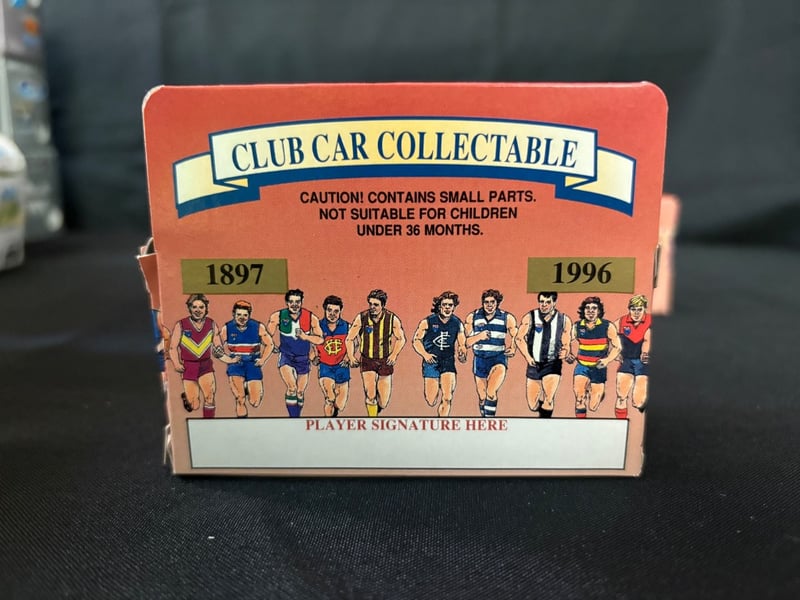 CLUB CAR COLLECTABLE
CAUTION! CONTAINS SMALL PARTS.
NOT SUITABLE FOR CHILDREN
UNDER 36 MONTHS.
1897
1996
PLAYER SIGNATURE HERE